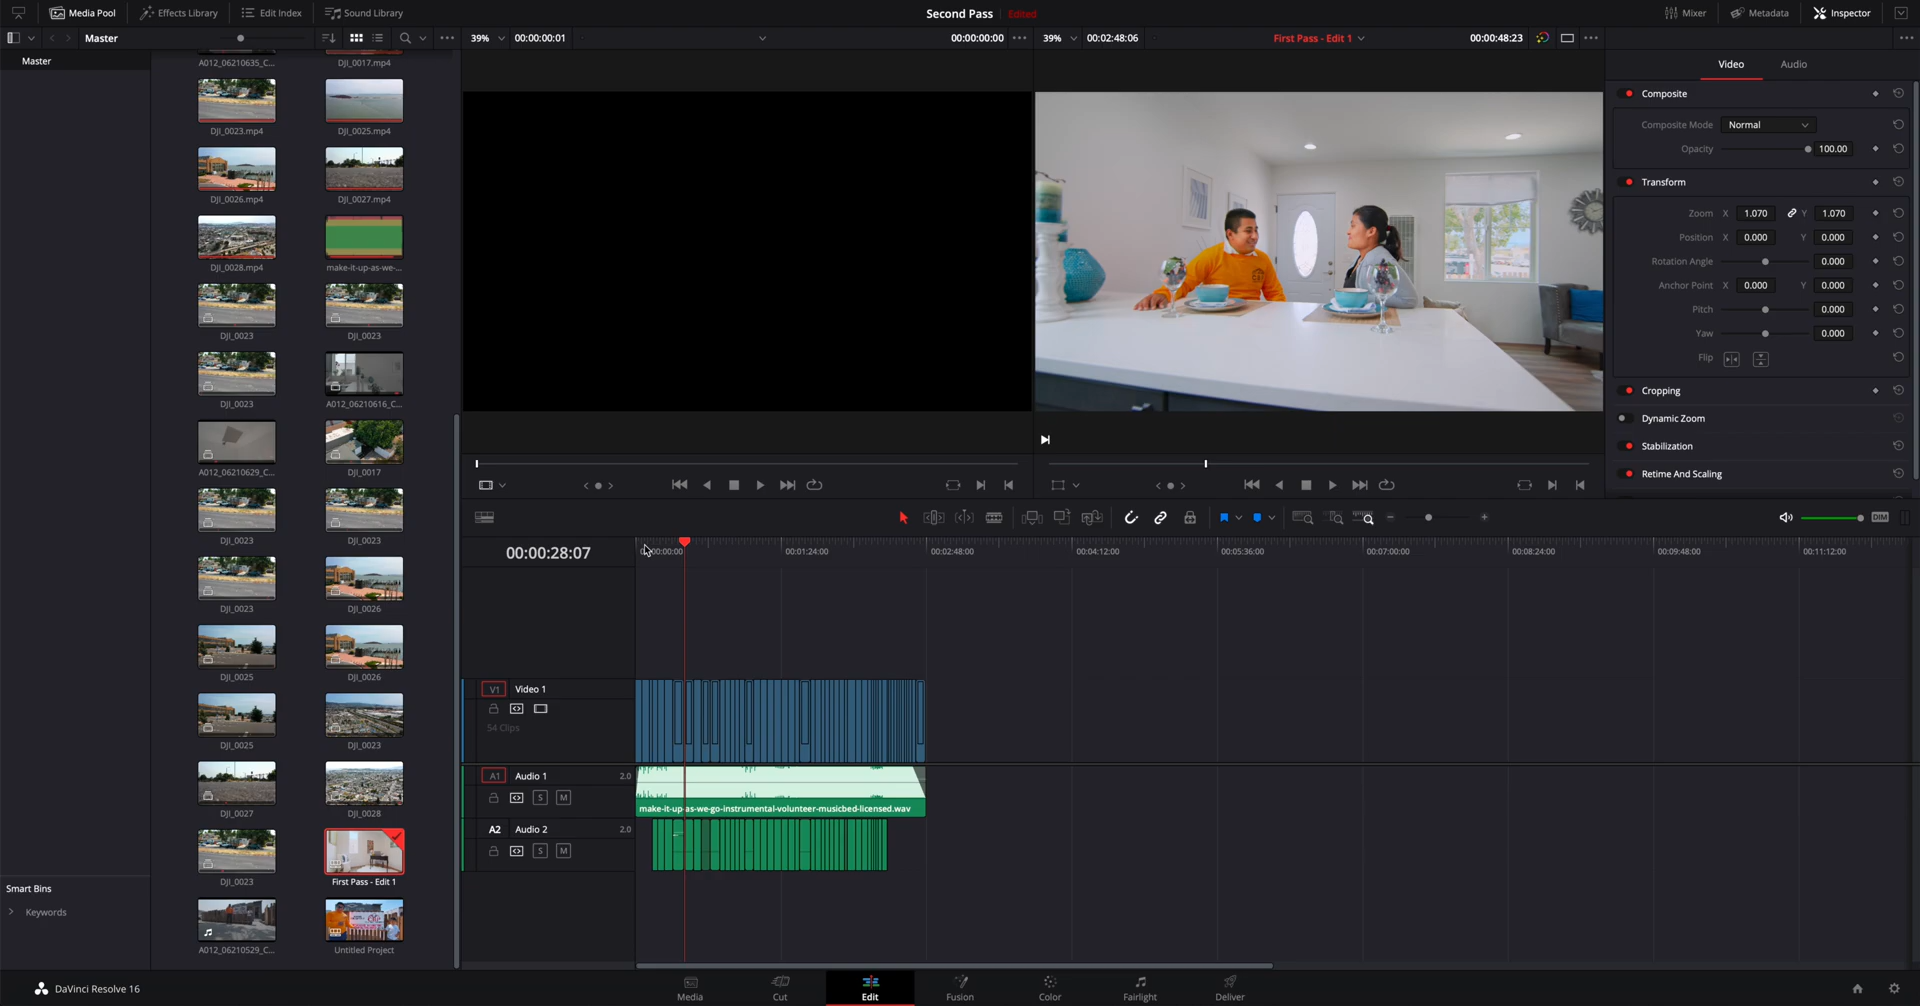 Media Pool Effects Library Edit Index Sound Library Second Pass Edited Mixer Metadata Inspector
Master 39% 00:00:00:01 00:00:00:00 39% 00:02:48:06 First Pass - Edit 1 00:00:48:23
Master
A012_06210635_C... DJI_0017.mp4
DJI_0023.mp4 DJI_0025.mp4
DJI_0026.mp4 DJI_0027.mp4
DJI_0028.mp4 make-it-up-as-we-...
DJI_0023 DJI_0023
DJI_0023 A012_06210616_C...
A012_06210629_C... DJI_0017
DJI_0023 DJI_0023
DJI_0023 DJI_0026
DJI_0025 DJI_0026
DJI_0025 DJI_0023
DJI_0027 DJI_0028
DJI_0023 First Pass - Edit 1
A012_06210529_C... Untitled Project
Smart Bins
Keywords
Video Audio
Composite
Composite Mode Normal
Opacity 100.00
Transform
Zoom X 1.070 Y 1.070
Position X 0.000 Y 0.000
Rotation Angle 0.000
Anchor Point X 0.000 Y 0.000
Pitch 0.000
Yaw 0.000
Flip
Cropping
Dynamic Zoom
Stabilization
Retime And Scaling
DIM
00:00:28:07 00:00:00 00:01:24:00 00:02:48:00 00:04:12:00 00:05:36:00 00:07:00:00 00:08:24:00 00:09:48:00 00:11:12:00
V1 Video 1
54 Clips
A1 Audio 1 2.0
S M
make-it-up-as-we-go-instrumental-volunteer-musicbed-licensed.wav
A2 Audio 2 2.0
S M
DaVinci Resolve 16
Media Cut Edit Fusion Color Fairlight Deliver